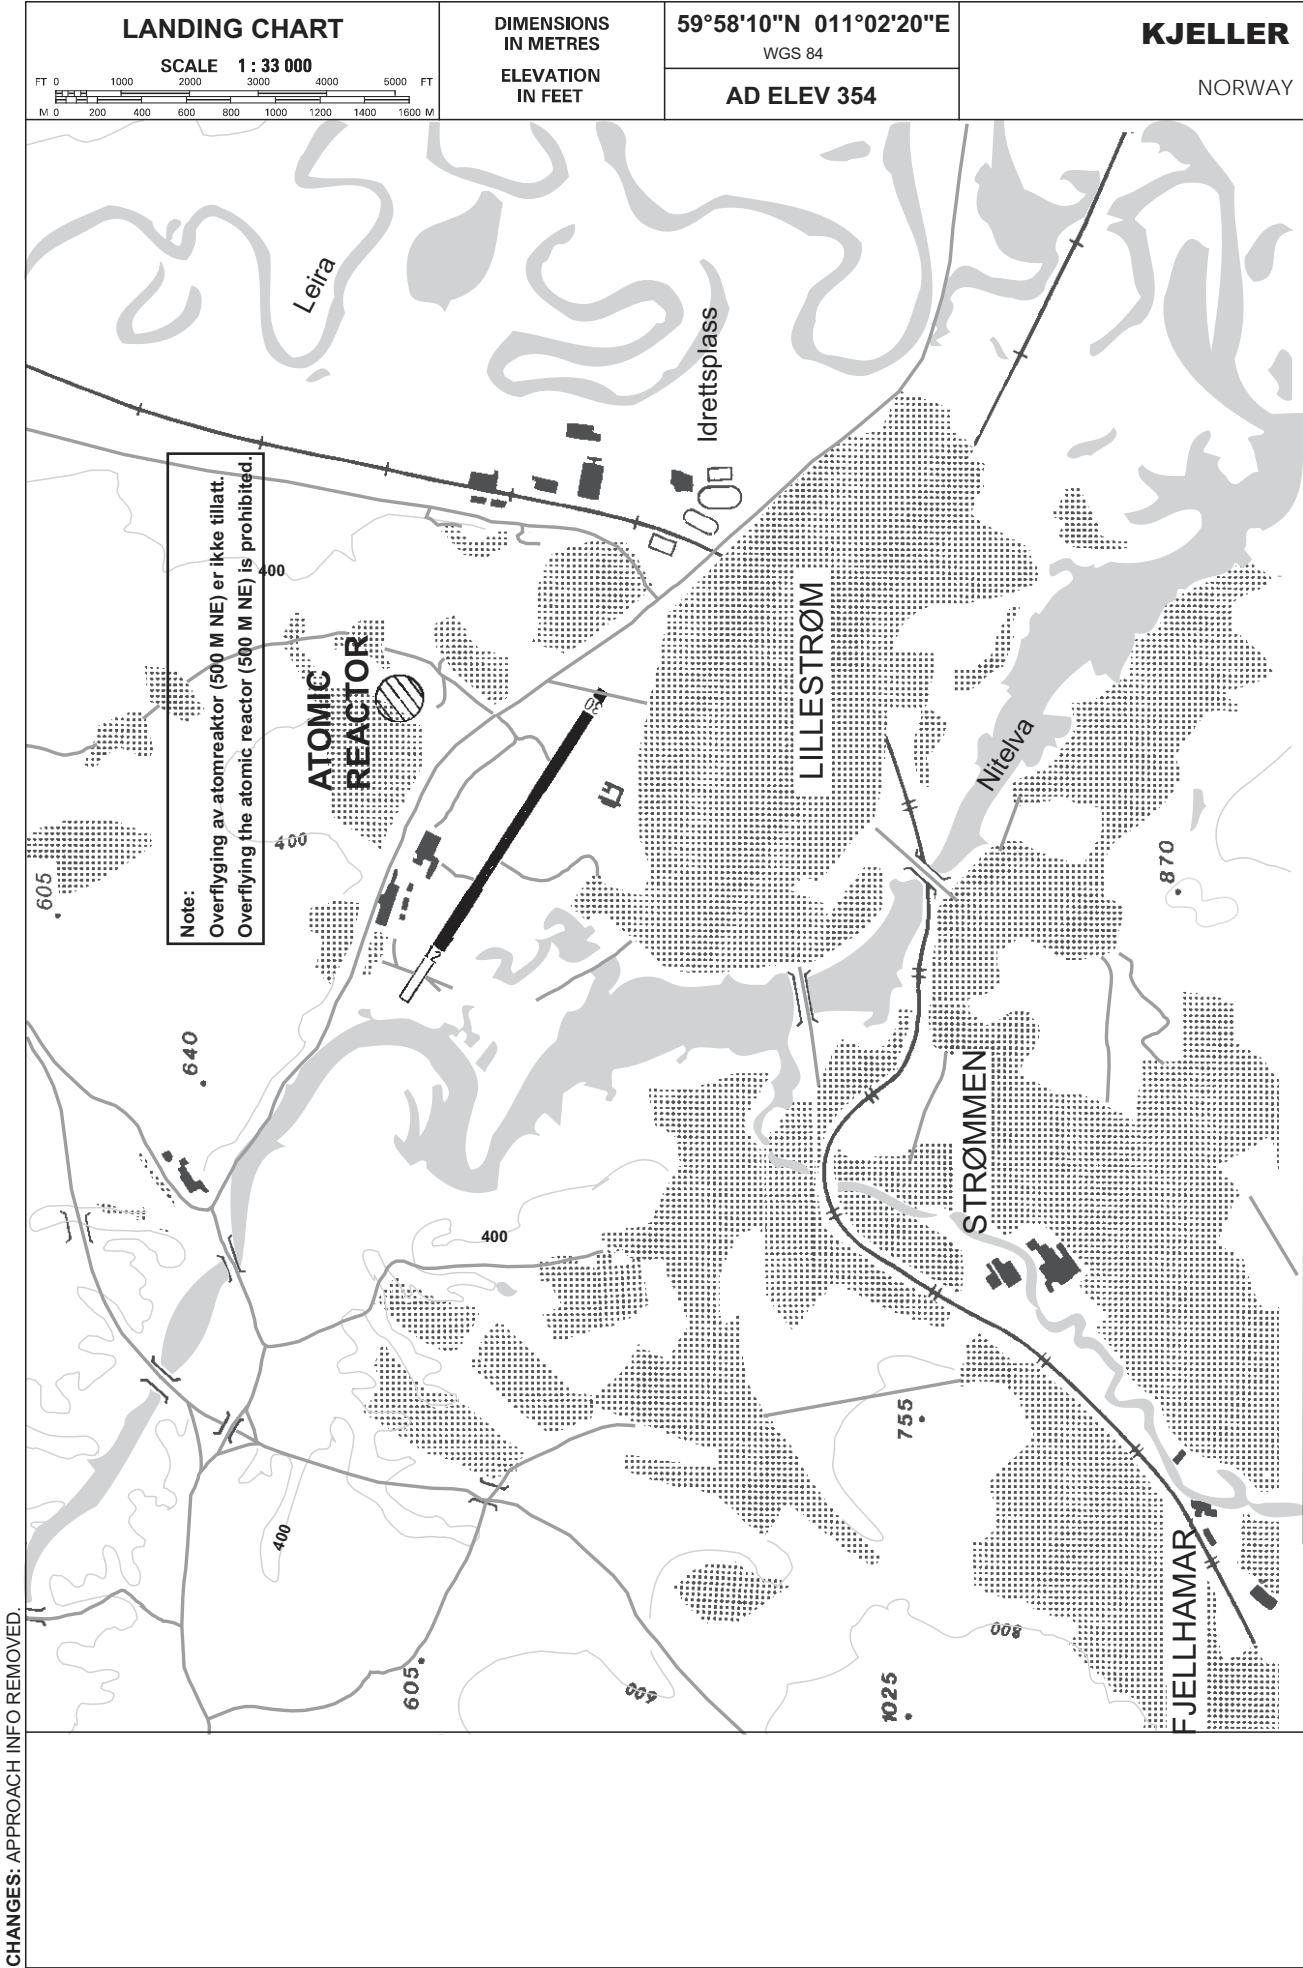 LANDING CHART
SCALE 1 : 33 000
FT 0 1000 2000 3000 4000 5000 FT
M 0 200 400 600 800 1000 1200 1400 1600 M
DIMENSIONS
IN METRES
ELEVATION
IN FEET
59°58'10"N 011°02'20"E
WGS 84
AD ELEV 354
KJELLER
NORWAY
Leira
Idrettsplass
Note:
Overflyging av atomreaktor (500 M NE) er ikke tillatt.
Overflying the atomic reactor (500 M NE) is prohibited.
400
ATOMIC
REACTOR
LILLESTRØM
30
Nitelva
400
605
870
12
640
STRØMMEN
400
755
400
FJELLHAMAR
800
605
600
1025
CHANGES: APPROACH INFO REMOVED.